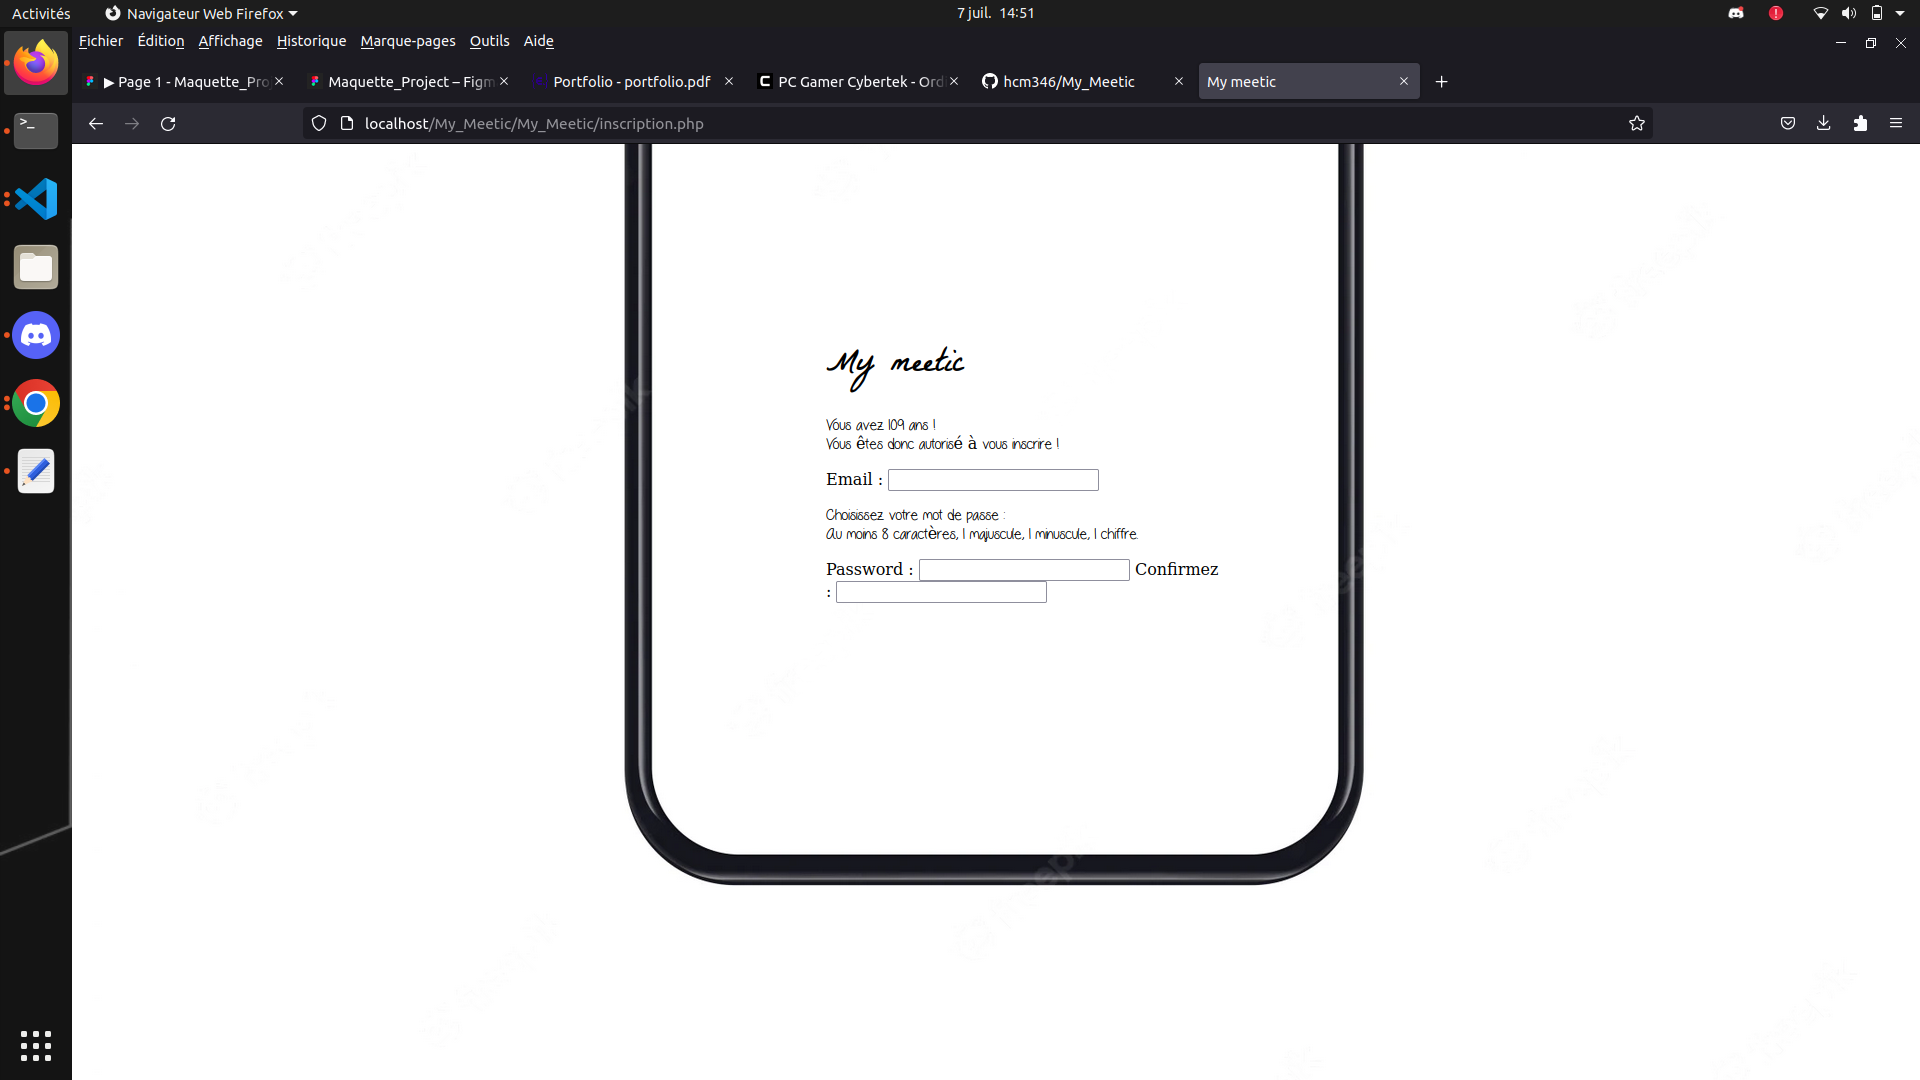 Activités
Navigateur Web Firefox
7 juil. 14:51
Fichier Édition Affichage Historique Marque-pages Outils Aide
▶ Page 1 - Maquette_Pro
Maquette_Project – Figm
Portfolio - portfolio.pdf
PC Gamer Cybertek - Ord
hcm346/My_Meetic
My meetic
localhost/My_Meetic/My_Meetic/inscription.php
My meetic
Vous avez 109 ans !
Vous êtes donc autorisé à vous inscrire !
Email :
Choisissez votre mot de passe :
Au moins 8 caractères, 1 majuscule, 1 minuscule, 1 chiffre.
Password : Confirmez
: